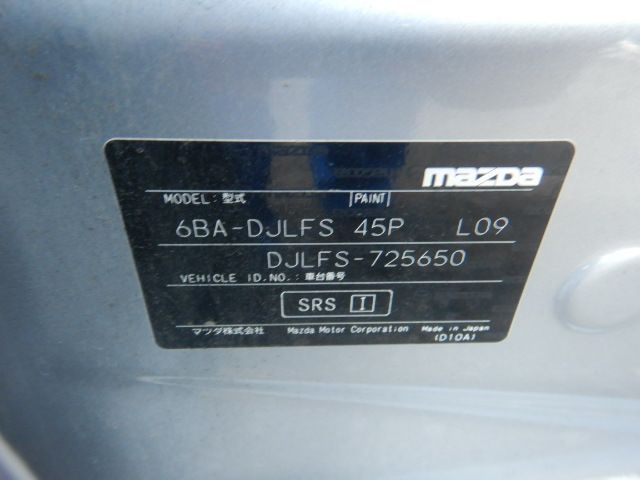 mazda
MODEL:型式 PAINT
6BA-DJLFS 45P L09
DJLFS-725650
VEHICLE ID.NO.:車台番号
SRS I
マツダ株式会社 Mazda Motor Corporation Made in Japan
(D10A)